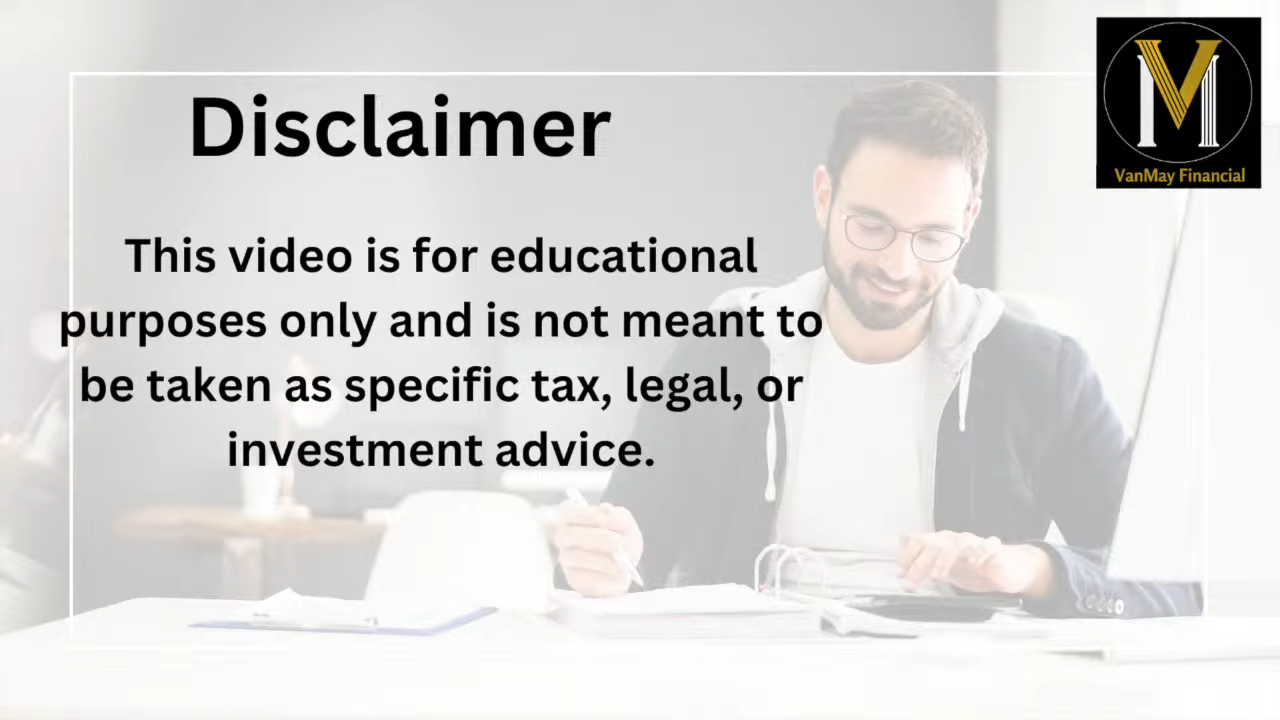 Disclaimer
This video is for educational
purposes only and is not meant to
be taken as specific tax, legal, or
investment advice.
VM
VanMay Financial